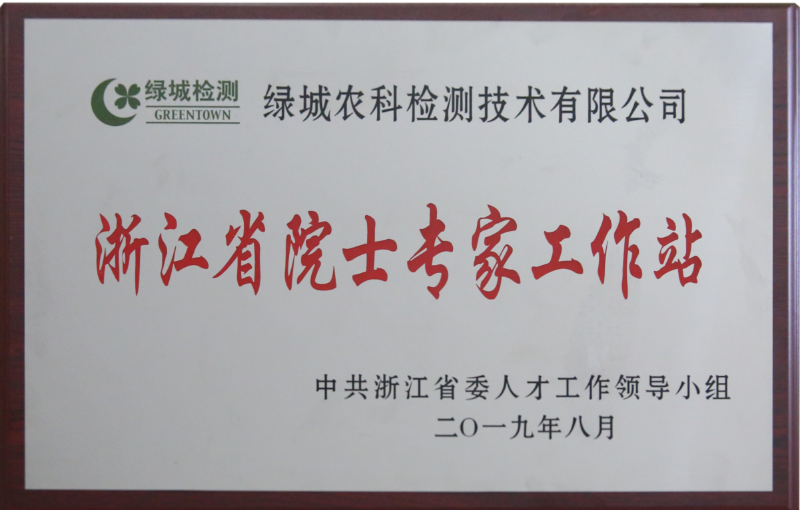 绿城检测 绿城农科检测技术有限公司
GREENTOWN
浙江省院士专家工作站
中共浙江省委人才工作领导小组
二〇一九年八月